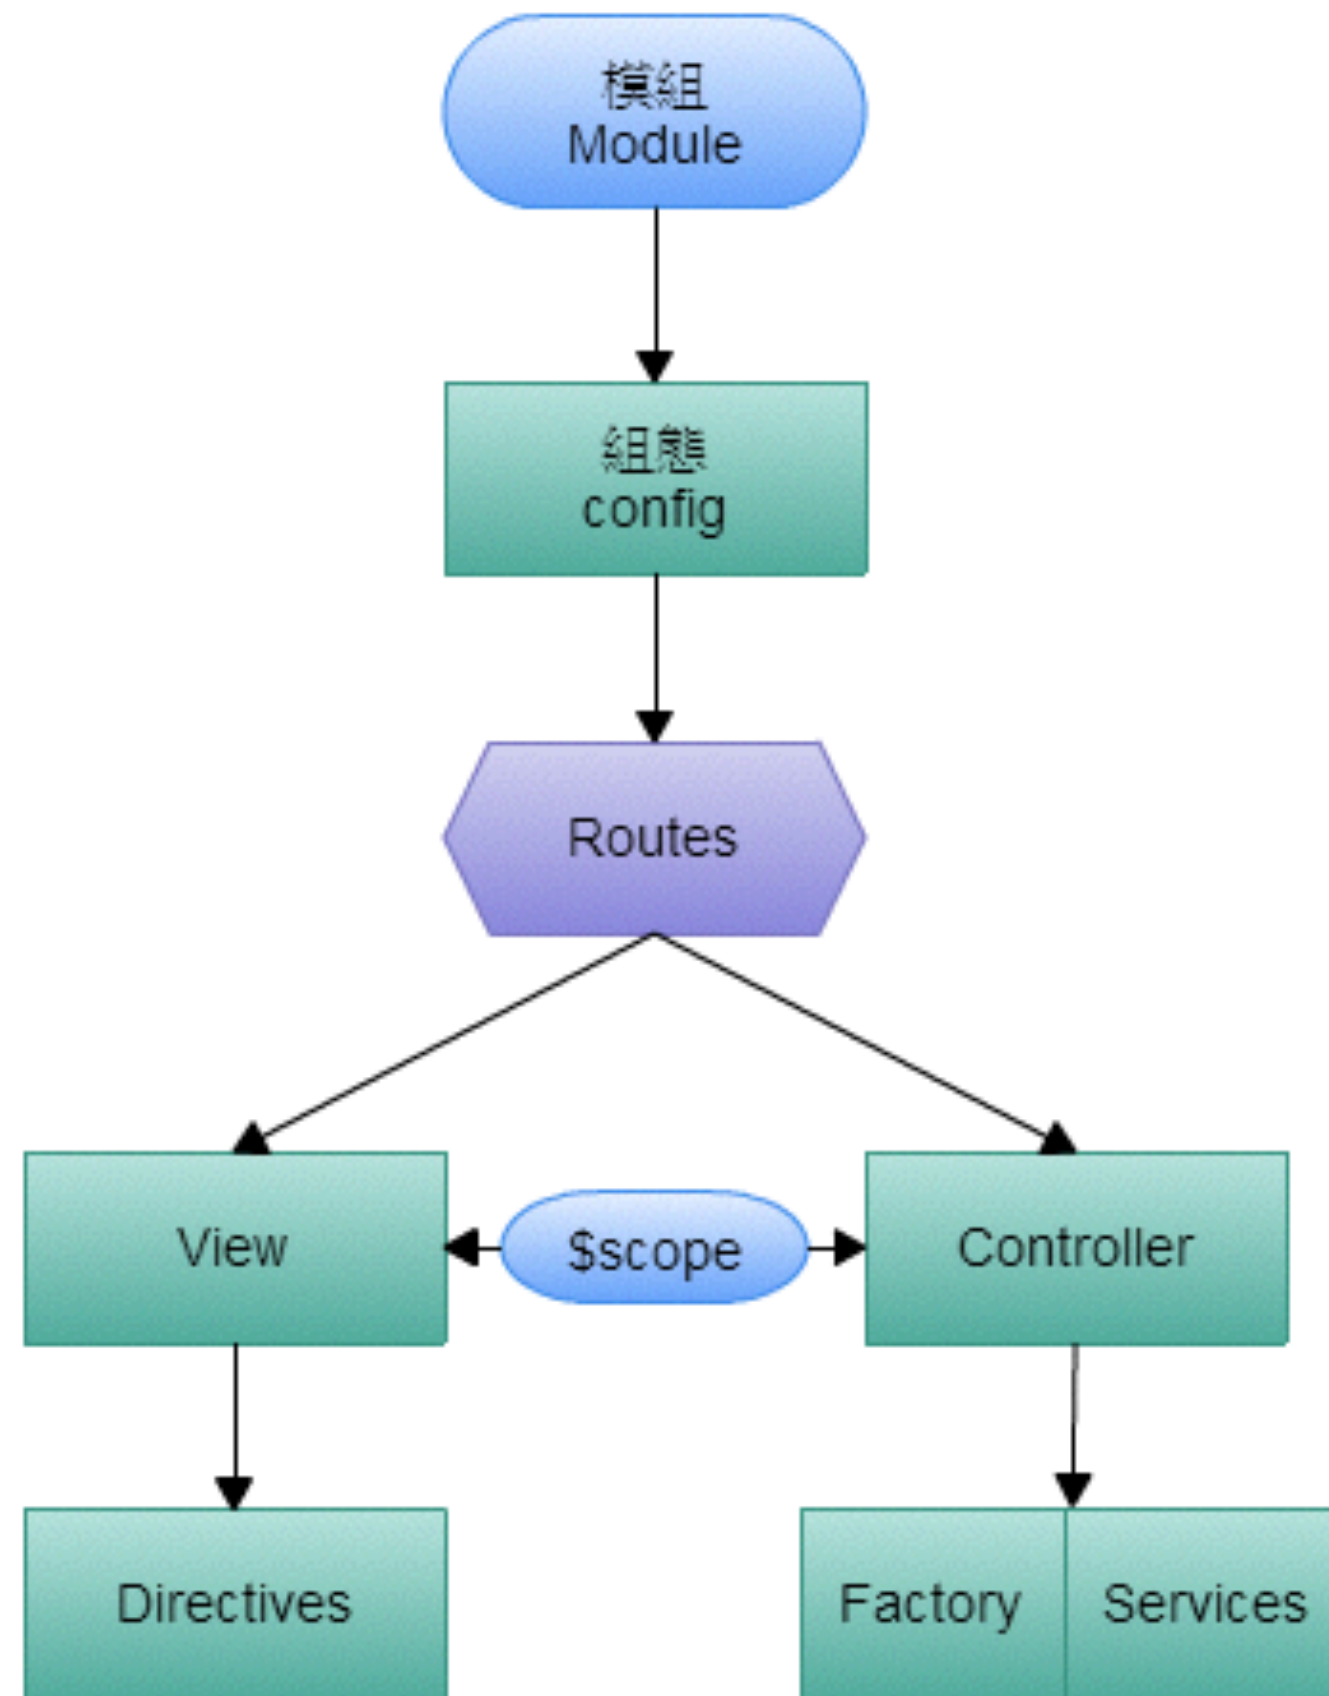 模組
Module
組態
config
Routes
View
$scope
Controller
Directives
Factory
Services